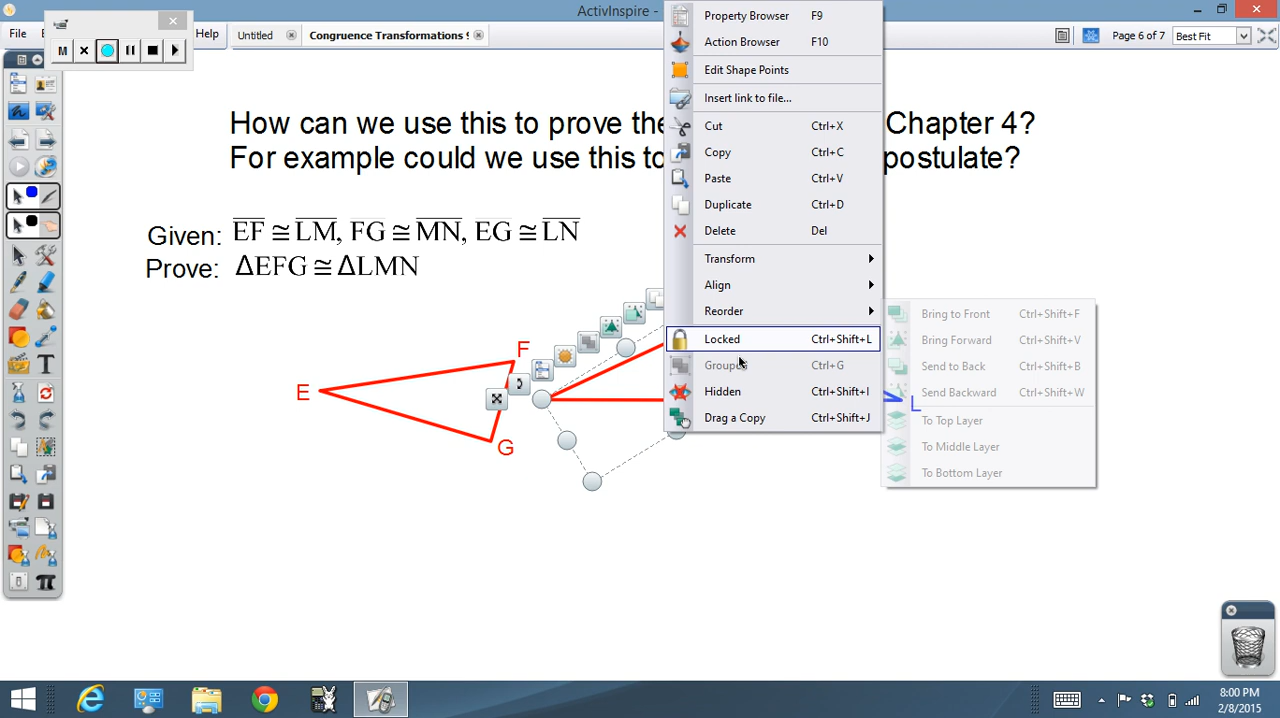 ActivInspire -
File
Help
Untitled
Congruence Transformations 9
Page 6 of 7
Best Fit
M
How can we use this to prove the Chapter 4?
For example could we use this to postulate?
Given: EF ≅ LM, FG ≅ MN, EG ≅ LN
Prove: ΔEFG ≅ ΔLMN
E
F
G
L
Property Browser F9
Action Browser F10
Edit Shape Points
Insert link to file...
Cut Ctrl+X
Copy Ctrl+C
Paste Ctrl+V
Duplicate Ctrl+D
Delete Del
Transform
Align
Reorder
Locked Ctrl+Shift+L
Grouped Ctrl+G
Hidden Ctrl+Shift+I
Drag a Copy Ctrl+Shift+J
Bring to Front Ctrl+Shift+F
Bring Forward Ctrl+Shift+V
Send to Back Ctrl+Shift+B
Send Backward Ctrl+Shift+W
To Top Layer
To Middle Layer
To Bottom Layer
8:00 PM
2/8/2015